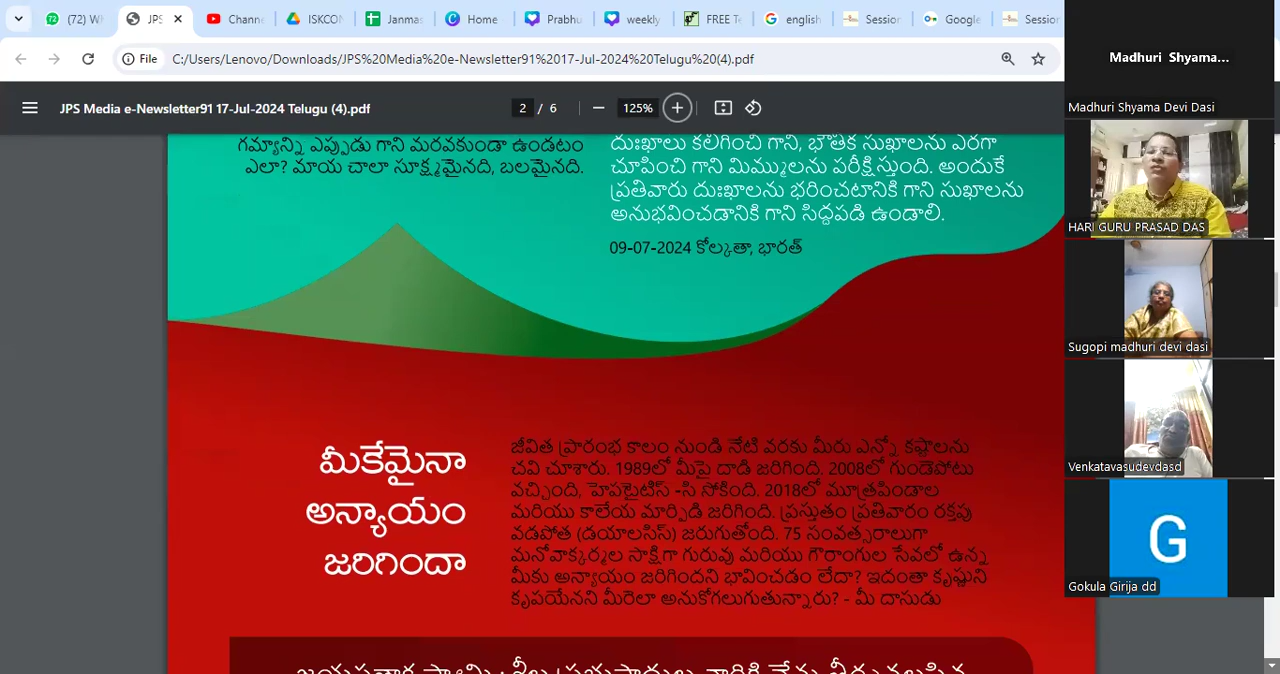 (72) WH
JPS
Chann
ISKCON
Janmas
Home
Prabhu
weekly
FREE Te
english
Session
Google
Session
File
C:/Users/Lenovo/Downloads/JPS%20Media%20e-Newsletter91%2017-Jul-2024%20Telugu%20(4).pdf
JPS Media e-Newsletter91 17-Jul-2024 Telugu (4).pdf
2 / 6
125%
గమ్యాన్ని ఎప్పుడు గాని మరవకుండా ఉండటం
ఎలా? మాయ చాలా సూక్ష్మమైనది, బలమైనది.
దుఃఖాలు కలిగించి గాని, భౌతిక సుఖాలను ఎరగా
చూపించి గాని మిమ్ములను పరీక్షిస్తుంది. అందుకే
ప్రతివారు దుఃఖాలను భరించటానికి గాని సుఖాలను
అనుభవించడానికి గాని సిద్ధపడి ఉండాలి.
09-07-2024 కోల్కతా, భారత్
మీకేమైనా
అన్యాయం
జరిగిందా
జీవిత ప్రారంభ కాలం నుండి నేటి వరకు మీరు ఎన్నో కష్టాలను
చవి చూశారు. 1989లో మీపై దాడి జరిగింది. 2008లో గుండెపోటు
వచ్చింది, హెపటైటిస్ -సి సోకింది. 2018లో మూత్రపిండాల
మరియు కాలేయ మార్పిడి జరిగింది. ప్రస్తుతం ప్రతివారం రక్తపు
వడపోత (డయాలసిస్) జరుగుతోంది. 75 సంవత్సరాలుగా
మనోవాక్కర్మల సాక్షిగా గురువు మరియు గౌరాంగుల సేవలో ఉన్న
మీకు అన్యాయం జరిగిందని భావించడం లేదా? ఇదంతా కృష్ణుని
కృపయేనని మీరెలా అనుకోగలుగుతున్నారు? - మీ దాసుడు
Madhuri Shyama...
Madhuri Shyama Devi Dasi
HARI GURU PRASAD DAS
Sugopi madhuri devi dasi
Venkatavasudevdasd
G
Gokula Girija dd